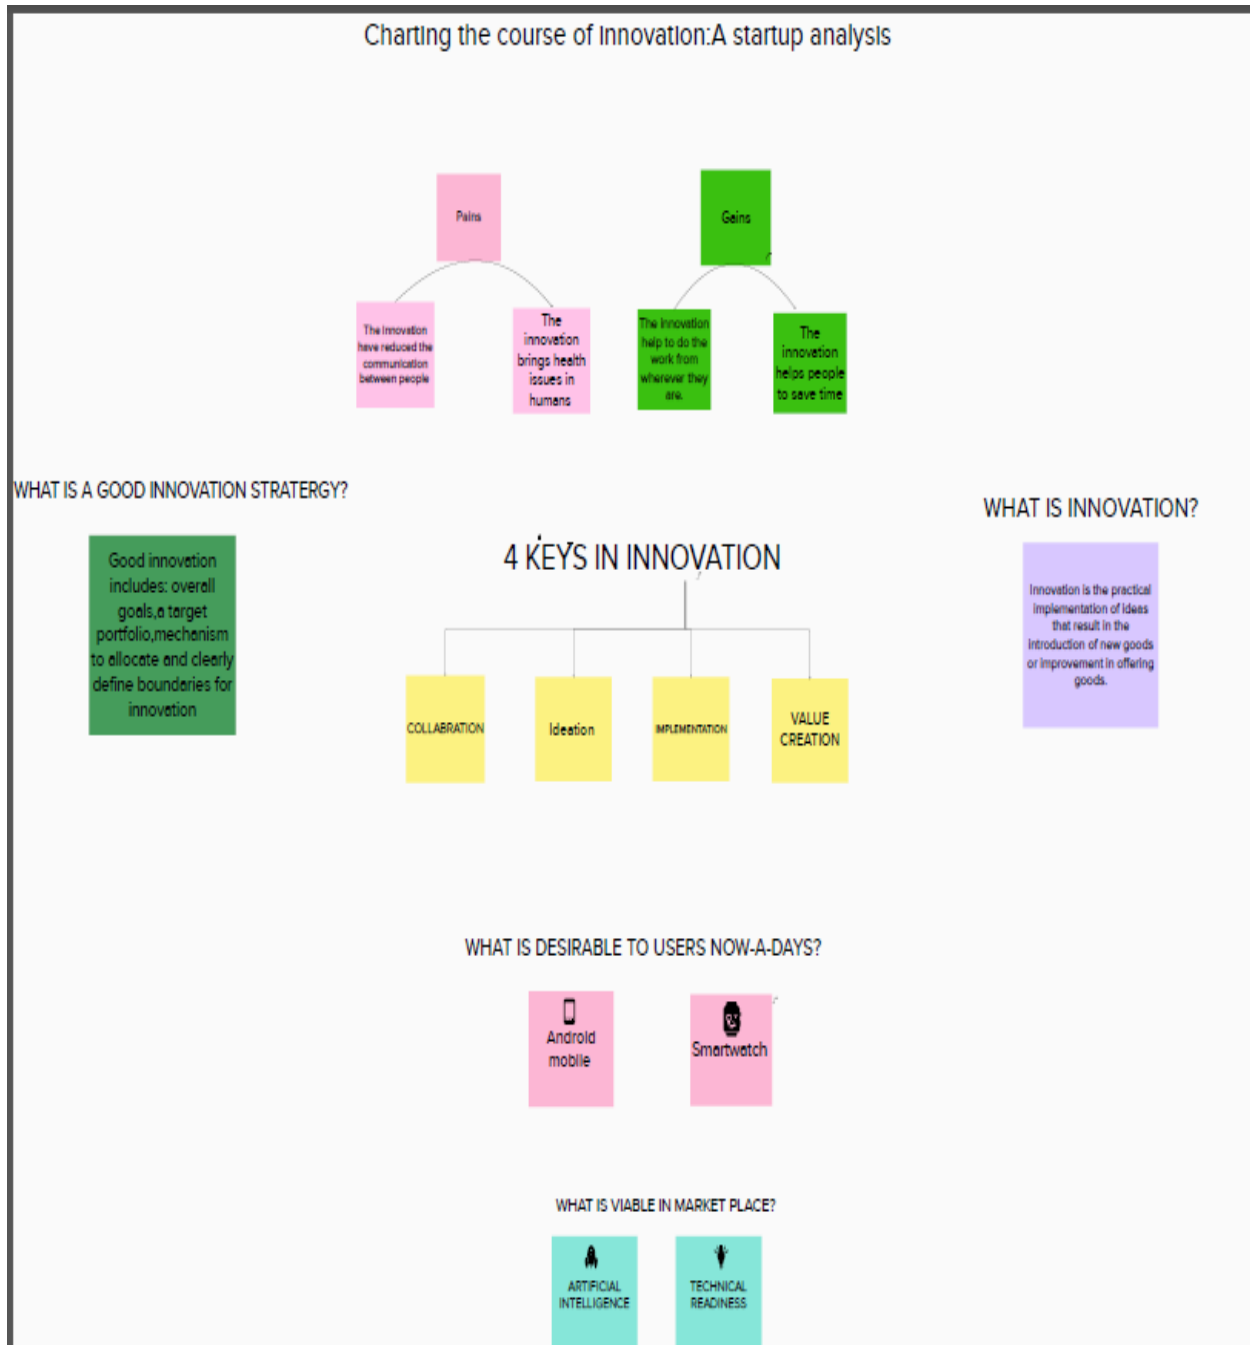 Charting the course of innovation:A startup analysis
Pains
Gains
The innovation
have reduced the
communication
between people
The
innovation
brings health
issues in
humans
The innovation
help to do the
work from
wherever they
are.
The
innovation
helps people
to save time
WHAT IS A GOOD INNOVATION STRATERGY?
Good innovation
includes: overall
goals,a target
portfolio,mechanism
to allocate and clearly
define boundaries for
innovation
4 KEYS IN INNOVATION
COLLABRATION
Ideation
IMPLEMENTATION
VALUE
CREATION
WHAT IS INNOVATION?
Innovation is the practical
implementation of ideas
that result in the
introduction of new goods
or improvement in offering
goods.
WHAT IS DESIRABLE TO USERS NOW-A-DAYS?
Android
mobile
Smartwatch
WHAT IS VIABLE IN MARKET PLACE?
ARTIFICIAL
INTELLIGENCE
TECHNICAL
READINESS